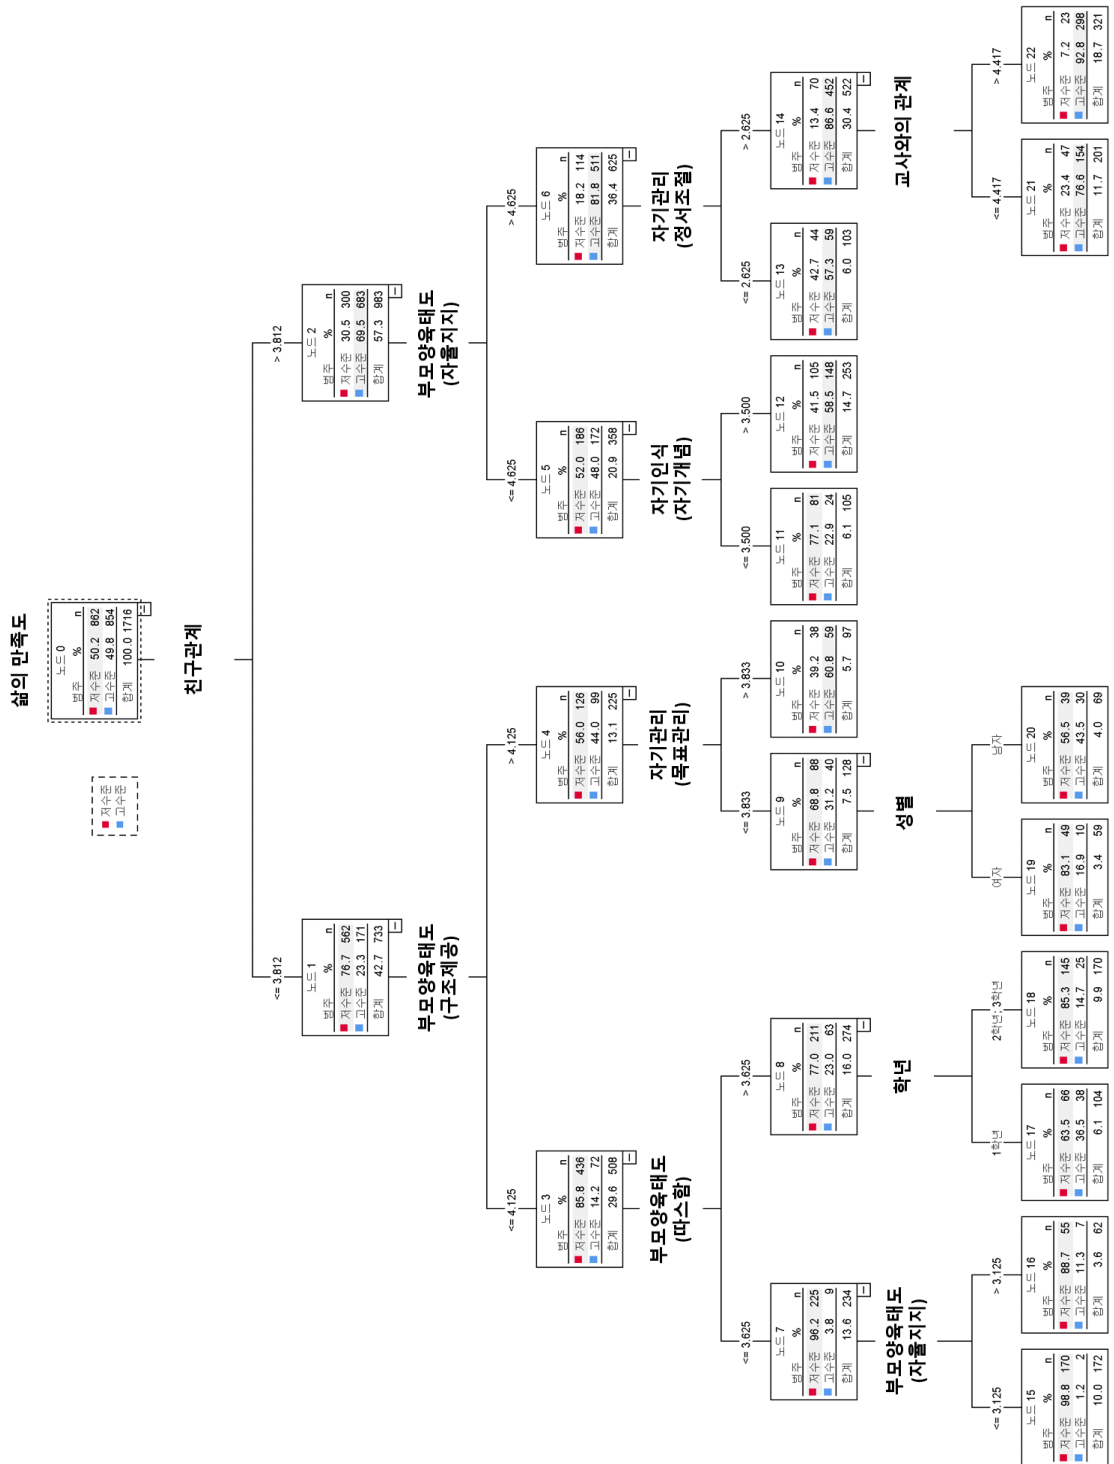 삶의 만족도
저수준
고수준
노드 0
범주 % n
저수준 50.2 862
고수준 49.8 854
합계 100.0 1716
친구관계
<= 3.812
> 3.812
노드 1
범주 % n
저수준 76.7 562
고수준 23.3 171
합계 42.7 733
부모양육태도
(구조제공)
노드 2
범주 % n
저수준 30.5 300
고수준 69.5 683
합계 57.3 983
부모양육태도
(자율지지)
<= 4.125
> 4.125
<= 4.625
> 4.625
노드 3
범주 % n
저수준 85.8 436
고수준 14.2 72
합계 29.6 508
부모양육태도
(따스함)
노드 4
범주 % n
저수준 56.0 126
고수준 44.0 99
합계 13.1 225
자기관리
(목표관리)
노드 5
범주 % n
저수준 52.0 186
고수준 48.0 172
합계 20.9 358
자기인식
(자기개념)
노드 6
범주 % n
저수준 18.2 114
고수준 81.8 511
합계 36.4 625
자기관리
(정서조절)
<= 3.625
> 3.625
<= 3.833
> 3.833
<= 3.500
> 3.500
<= 2.625
> 2.625
노드 7
범주 % n
저수준 96.2 225
고수준 3.8 9
합계 13.6 234
부모양육태도
(자율지지)
노드 8
범주 % n
저수준 77.0 211
고수준 23.0 63
합계 16.0 274
학년
노드 9
범주 % n
저수준 68.8 88
고수준 31.2 40
합계 7.5 128
성별
노드 10
범주 % n
저수준 39.2 38
고수준 60.8 59
합계 5.7 97
노드 11
범주 % n
저수준 77.1 81
고수준 22.9 24
합계 6.1 105
노드 12
범주 % n
저수준 41.5 105
고수준 58.5 148
합계 14.7 253
노드 13
범주 % n
저수준 42.7 44
고수준 57.3 59
합계 6.0 103
노드 14
범주 % n
저수준 13.4 70
고수준 86.6 452
합계 30.4 522
교사와의 관계
<= 3.125
> 3.125
1학년
2학년; 3학년
여자
남자
<= 4.417
> 4.417
노드 15
범주 % n
저수준 98.8 170
고수준 1.2 2
합계 10.0 172
노드 16
범주 % n
저수준 88.7 55
고수준 11.3 7
합계 3.6 62
노드 17
범주 % n
저수준 63.5 66
고수준 36.5 38
합계 6.1 104
노드 18
범주 % n
저수준 85.3 145
고수준 14.7 25
합계 9.9 170
노드 19
범주 % n
저수준 83.1 49
고수준 16.9 10
합계 3.4 59
노드 20
범주 % n
저수준 56.5 39
고수준 43.5 30
합계 4.0 69
노드 21
범주 % n
저수준 23.4 47
고수준 76.6 154
합계 11.7 201
노드 22
범주 % n
저수준 7.2 23
고수준 92.8 298
합계 18.7 321